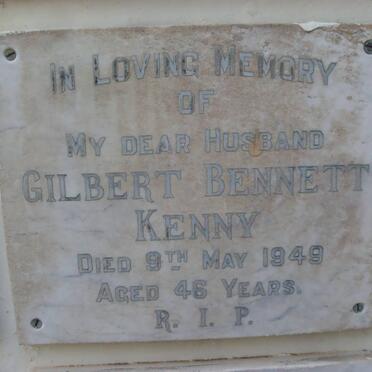 IN LOVING MEMORY
OF
MY DEAR HUSBAND
GILBERT BENNETT
KENNY
DIED 9TH MAY 1949
AGED 46 YEARS.
R. I. P.